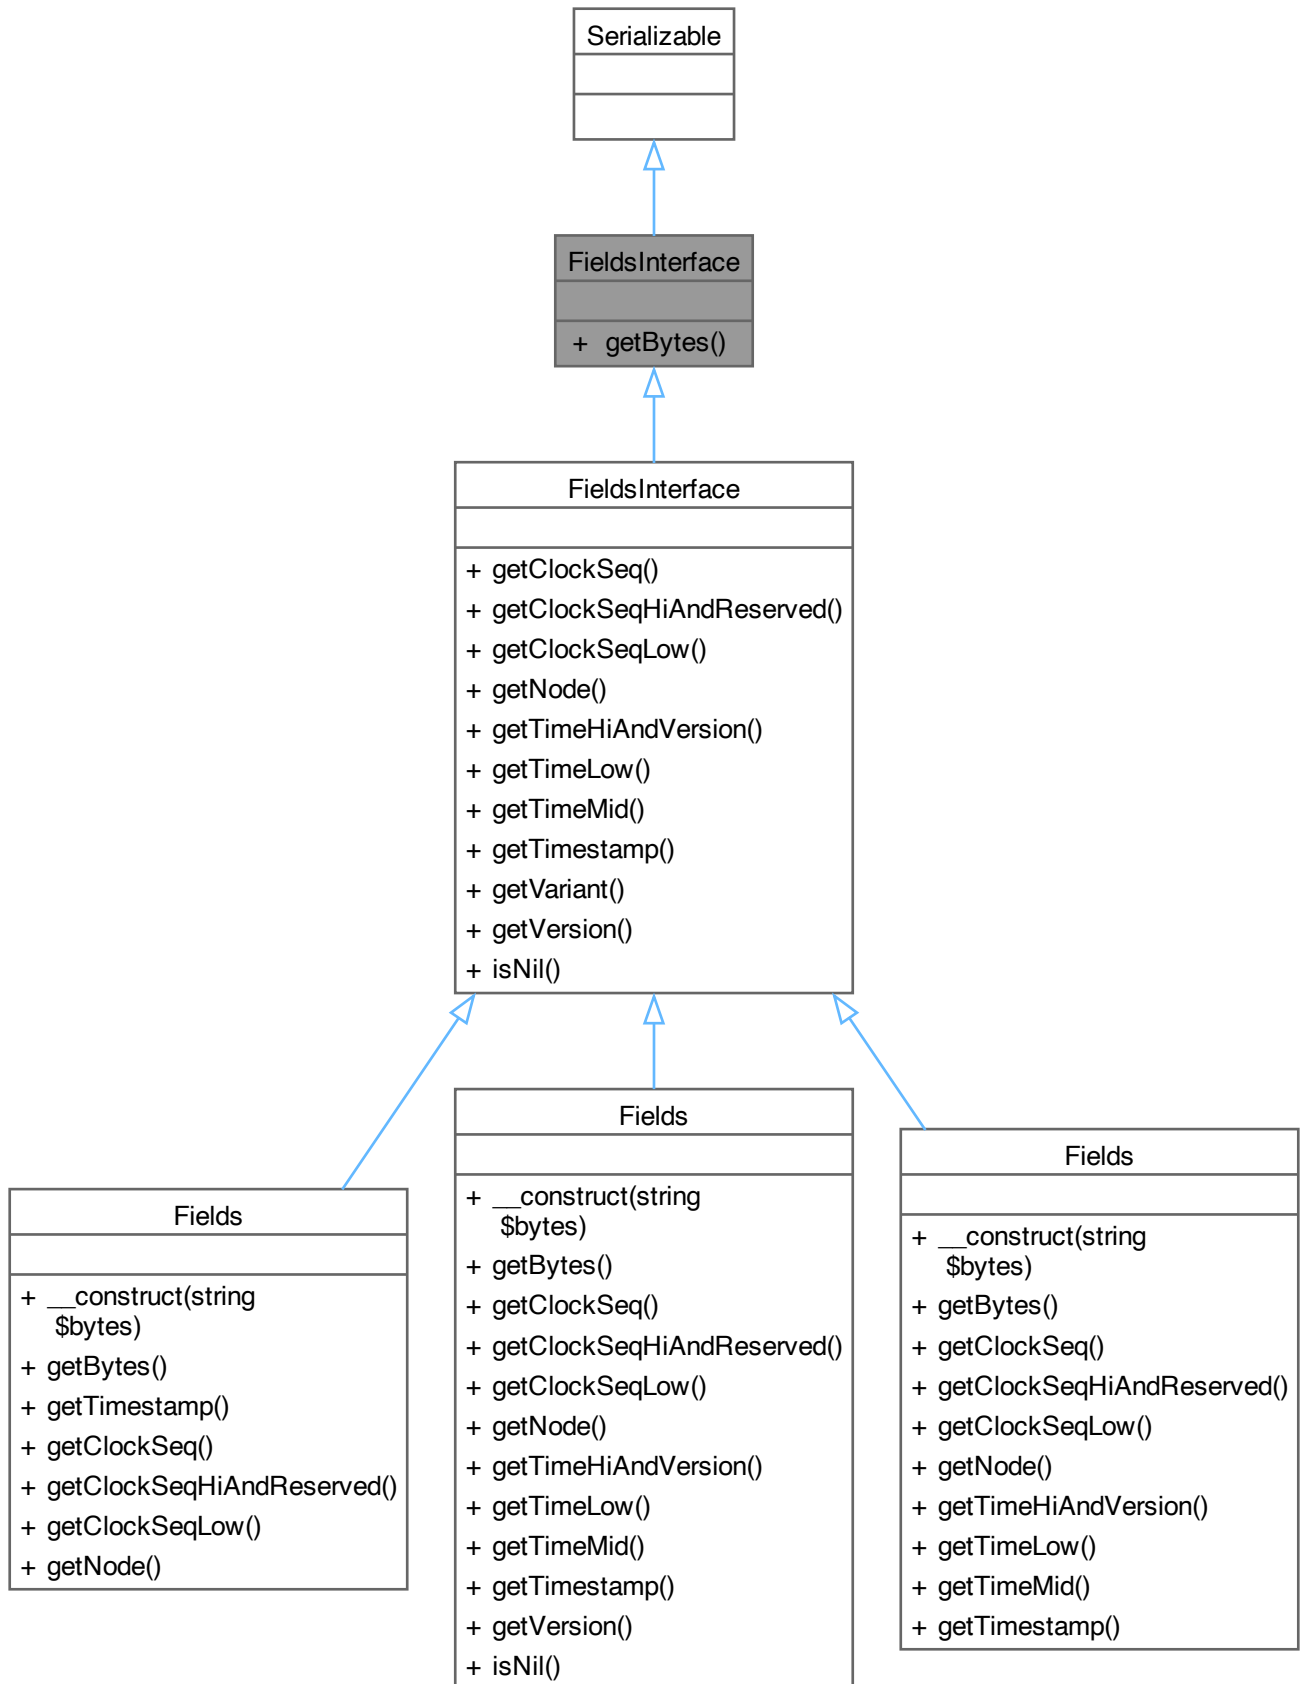 Serializable
FieldsInterface
+ getBytes()
FieldsInterface
+ getClockSeq()
+ getClockSeqHiAndReserved()
+ getClockSeqLow()
+ getNode()
+ getTimeHiAndVersion()
+ getTimeLow()
+ getTimeMid()
+ getTimestamp()
+ getVariant()
+ getVersion()
+ isNil()
Fields
+ __construct(string
$bytes)
+ getBytes()
+ getTimestamp()
+ getClockSeq()
+ getClockSeqHiAndReserved()
+ getClockSeqLow()
+ getNode()
Fields
+ __construct(string
$bytes)
+ getBytes()
+ getClockSeq()
+ getClockSeqHiAndReserved()
+ getClockSeqLow()
+ getNode()
+ getTimeHiAndVersion()
+ getTimeLow()
+ getTimeMid()
+ getTimestamp()
+ getVersion()
+ isNil()
Fields
+ __construct(string
$bytes)
+ getBytes()
+ getClockSeq()
+ getClockSeqHiAndReserved()
+ getClockSeqLow()
+ getNode()
+ getTimeHiAndVersion()
+ getTimeLow()
+ getTimeMid()
+ getTimestamp()